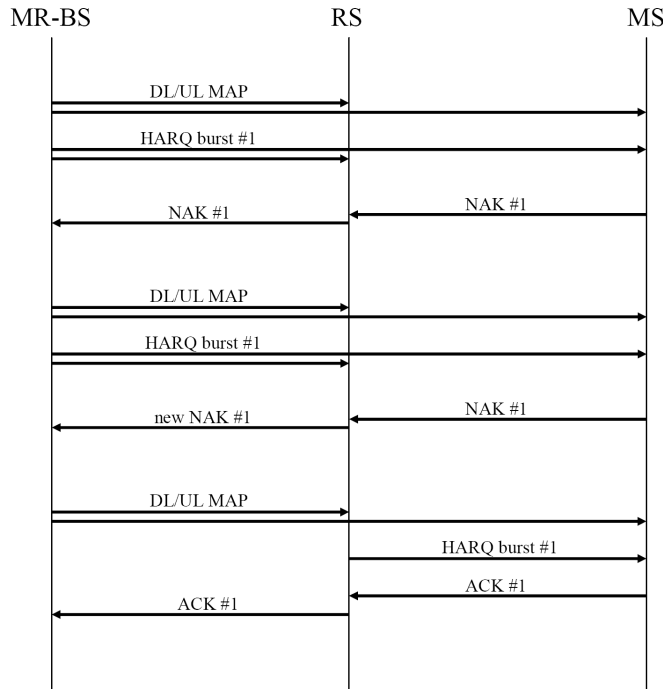 MR-BS RS MS
DL/UL MAP
HARQ burst #1
NAK #1 NAK #1
DL/UL MAP
HARQ burst #1
new NAK #1 NAK #1
DL/UL MAP
HARQ burst #1
ACK #1
ACK #1